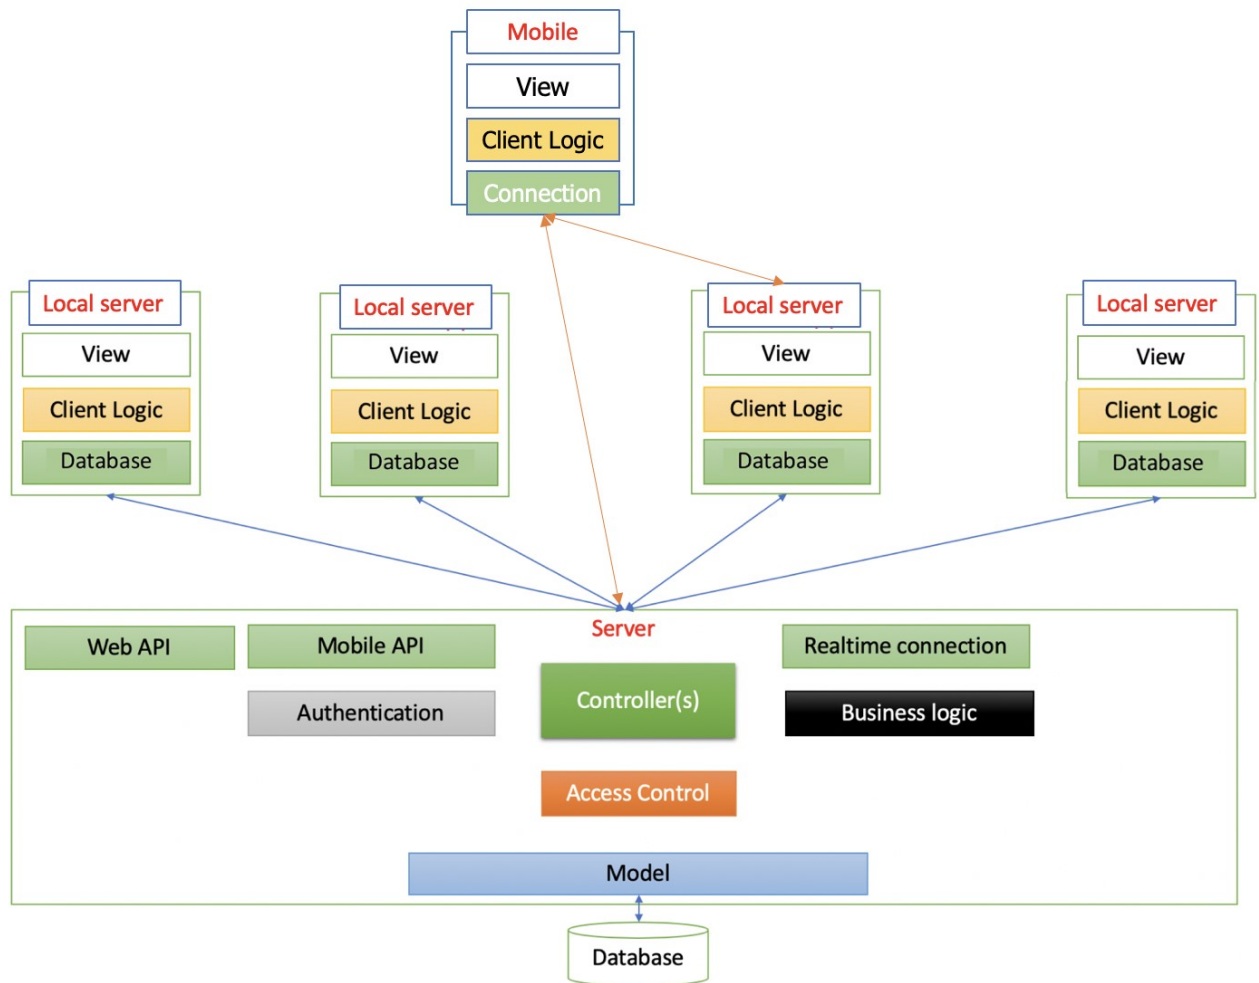 Mobile
View
Client Logic
Connection
Local server
View
Client Logic
Database
Local server
View
Client Logic
Database
Local server
View
Client Logic
Database
Local server
View
Client Logic
Database
Server
Web API
Mobile API
Realtime connection
Authentication
Controller(s)
Business logic
Access Control
Model
Database